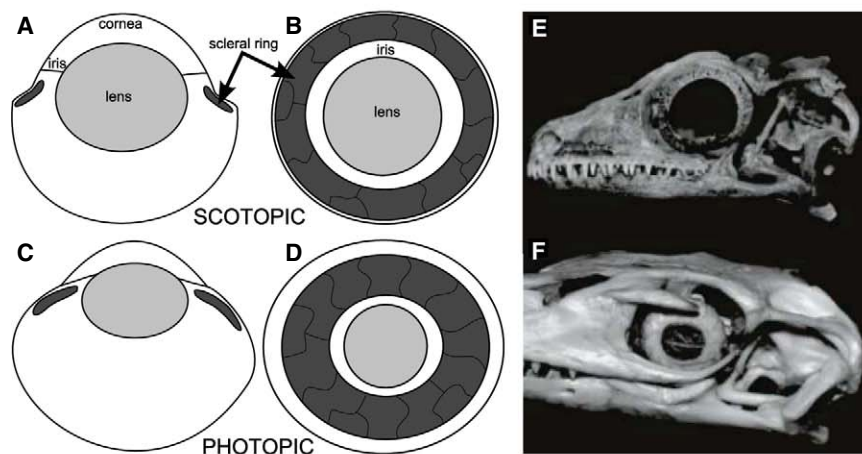 A
cornea
scleral ring
B
iris
iris
lens
lens
SCOTOPIC
C
D
PHOTOPIC
E
F